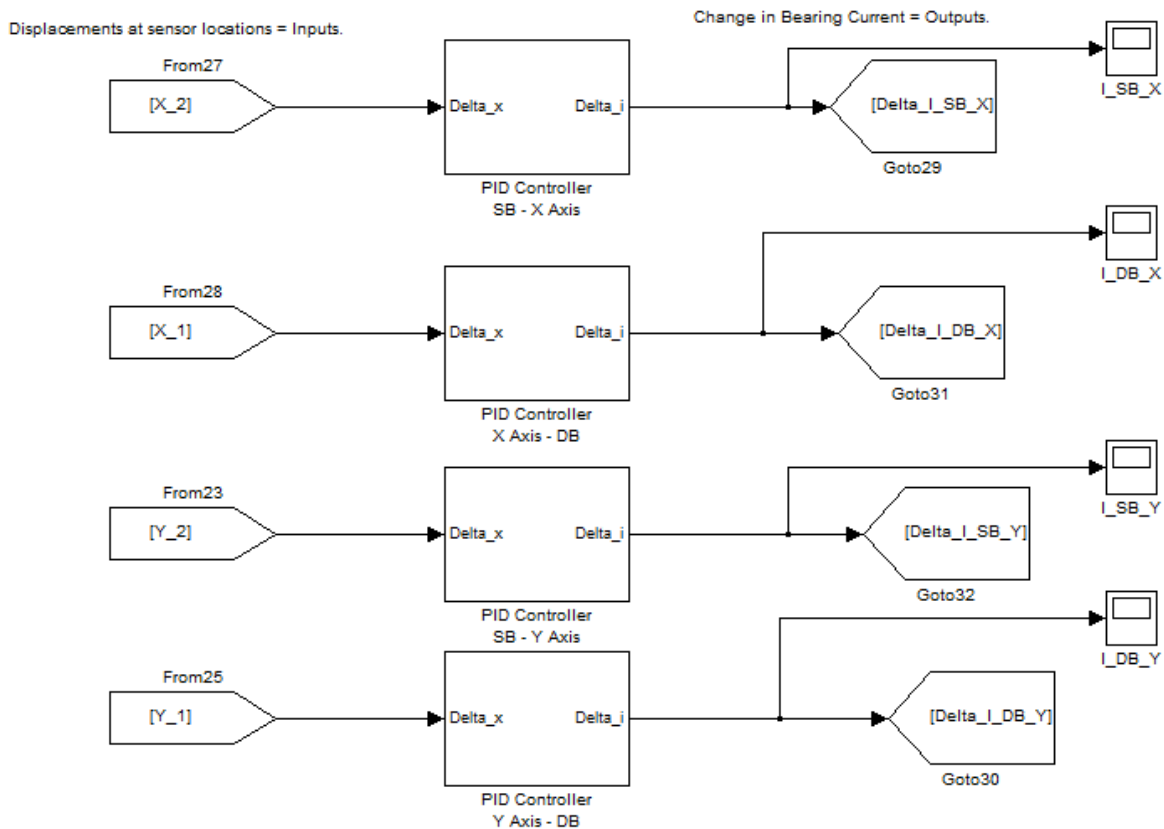 Displacements at sensor locations = Inputs.
Change in Bearing Current = Outputs.
From27
[X_2]
Delta_x
Delta_i
PID Controller
SB - X Axis
[Delta_I_SB_X]
Goto29
I_SB_X
From28
[X_1]
Delta_x
Delta_i
PID Controller
X Axis - DB
[Delta_I_DB_X]
Goto31
I_DB_X
From23
[Y_2]
Delta_x
Delta_i
PID Controller
SB - Y Axis
[Delta_I_SB_Y]
Goto32
I_SB_Y
From25
[Y_1]
Delta_x
Delta_i
PID Controller
Y Axis - DB
[Delta_I_DB_Y]
Goto30
I_DB_Y